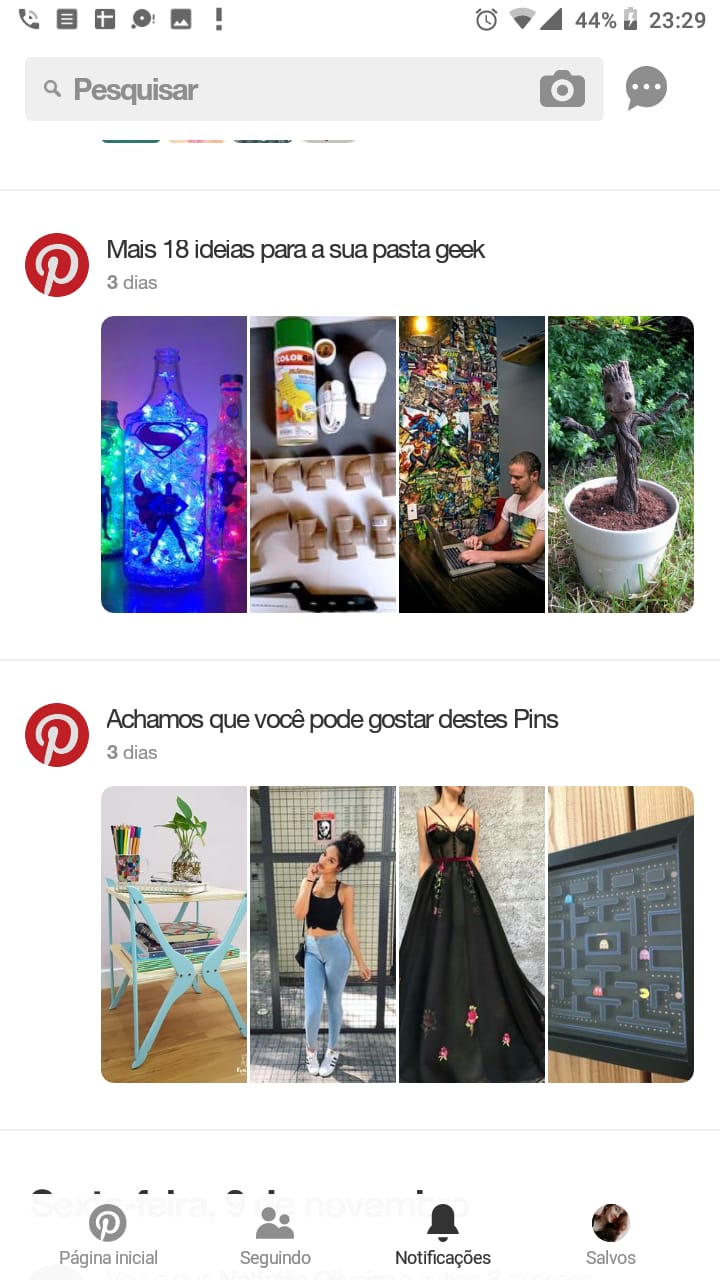 44% 23:29
Pesquisar
Mais 18 ideias para a sua pasta geek
3 dias
COLORGIN
Achamos que você pode gostar destes Pins
3 dias
Sexta-feira, 9 de novembro
Página inicial Seguindo Notificações Salvos